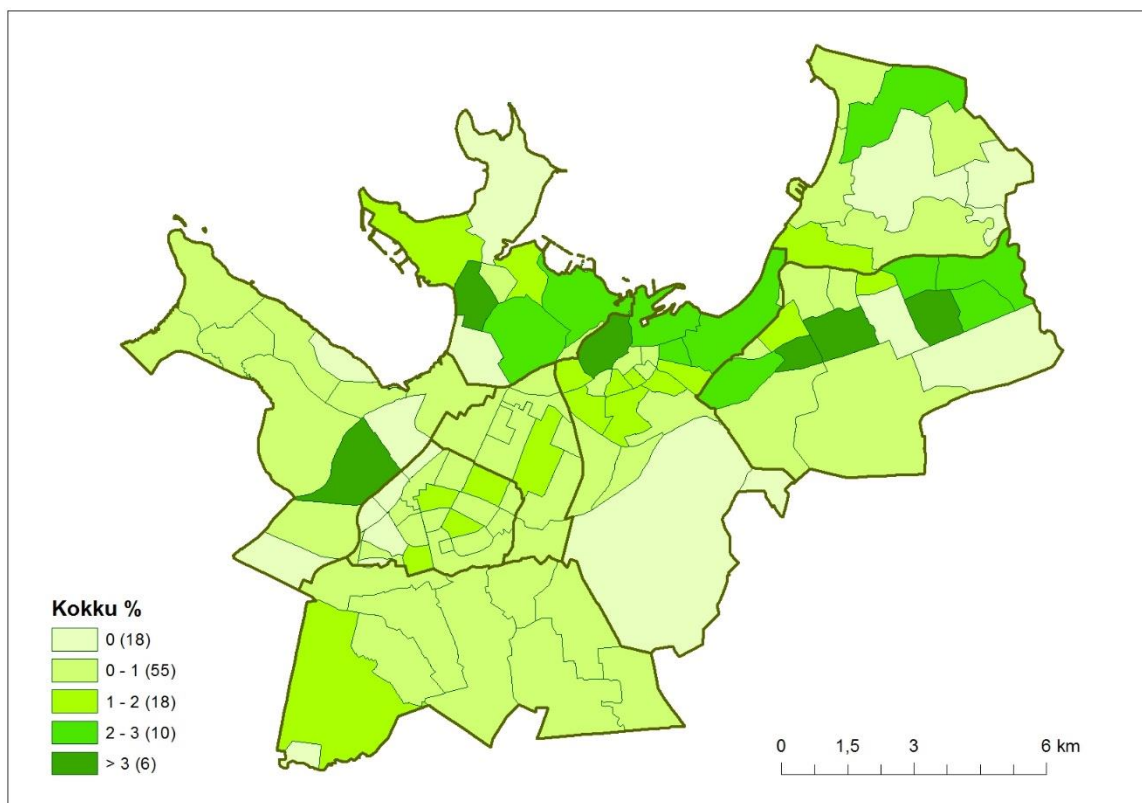 Kokku %
0 (18)
0 - 1 (55)
1 - 2 (18)
2 - 3 (10)
> 3 (6)
0 1,5 3 6 km